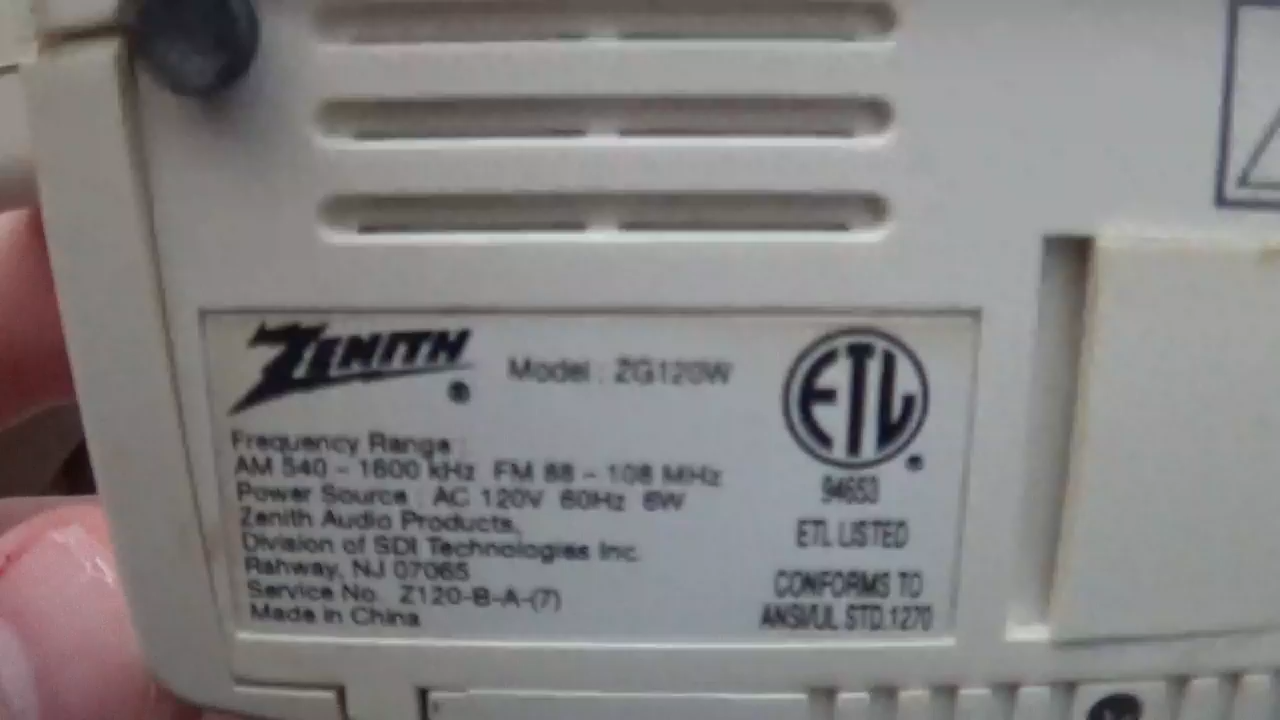 ZENITH®
Model : ZG120W
Frequency Range :
AM 540 - 1600 kHz FM 88 - 108 MHz
Power Source : AC 120V 60Hz 6W
Zenith Audio Products,
Division of SDI Technologies Inc.
Rahway, NJ 07065
Service No. Z120-B-A-(7)
Made in China
ETL®
94653
ETL LISTED
CONFORMS TO
ANSI/UL STD.1270